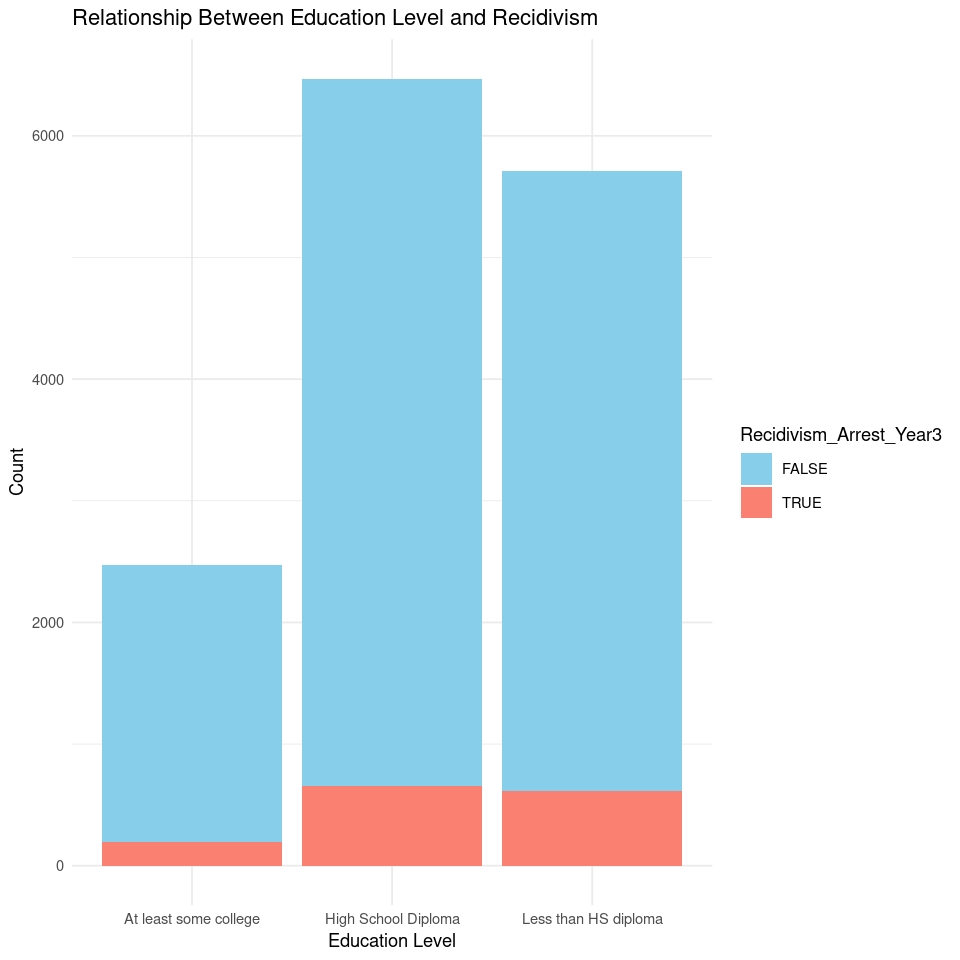 Relationship Between Education Level and Recidivism
6000
4000
2000
0
Count
At least some college
High School Diploma
Less than HS diploma
Education Level
Recidivism_Arrest_Year3
FALSE
TRUE